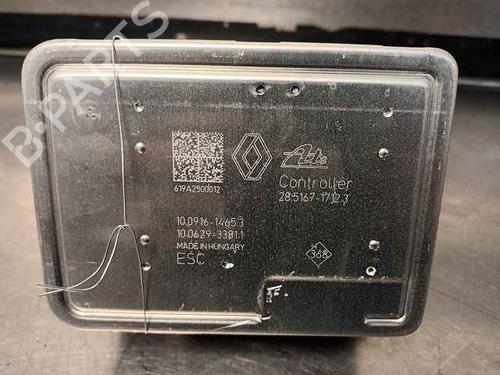 B-PARTS
Ate
619A2500012
Controller
28.5167-1712.3
10.0916-1465.3
10.0629-3381.1
MADE IN HUNGARY
ESC
368